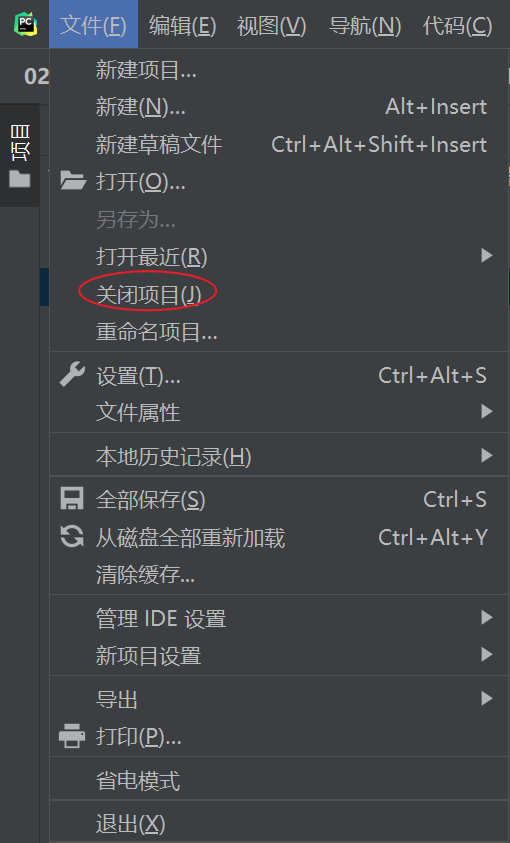 PC 文件(F) 编辑(E) 视图(V) 导航(N) 代码(C)
02
项目
新建项目...
新建(N)... Alt+Insert
新建草稿文件 Ctrl+Alt+Shift+Insert
打开(O)...
另存为...
打开最近(R)
关闭项目(J)
重命名项目...
设置(T)... Ctrl+Alt+S
文件属性
本地历史记录(H)
全部保存(S) Ctrl+S
从磁盘全部重新加载 Ctrl+Alt+Y
清除缓存...
管理 IDE 设置
新项目设置
导出
打印(P)...
省电模式
退出(X)